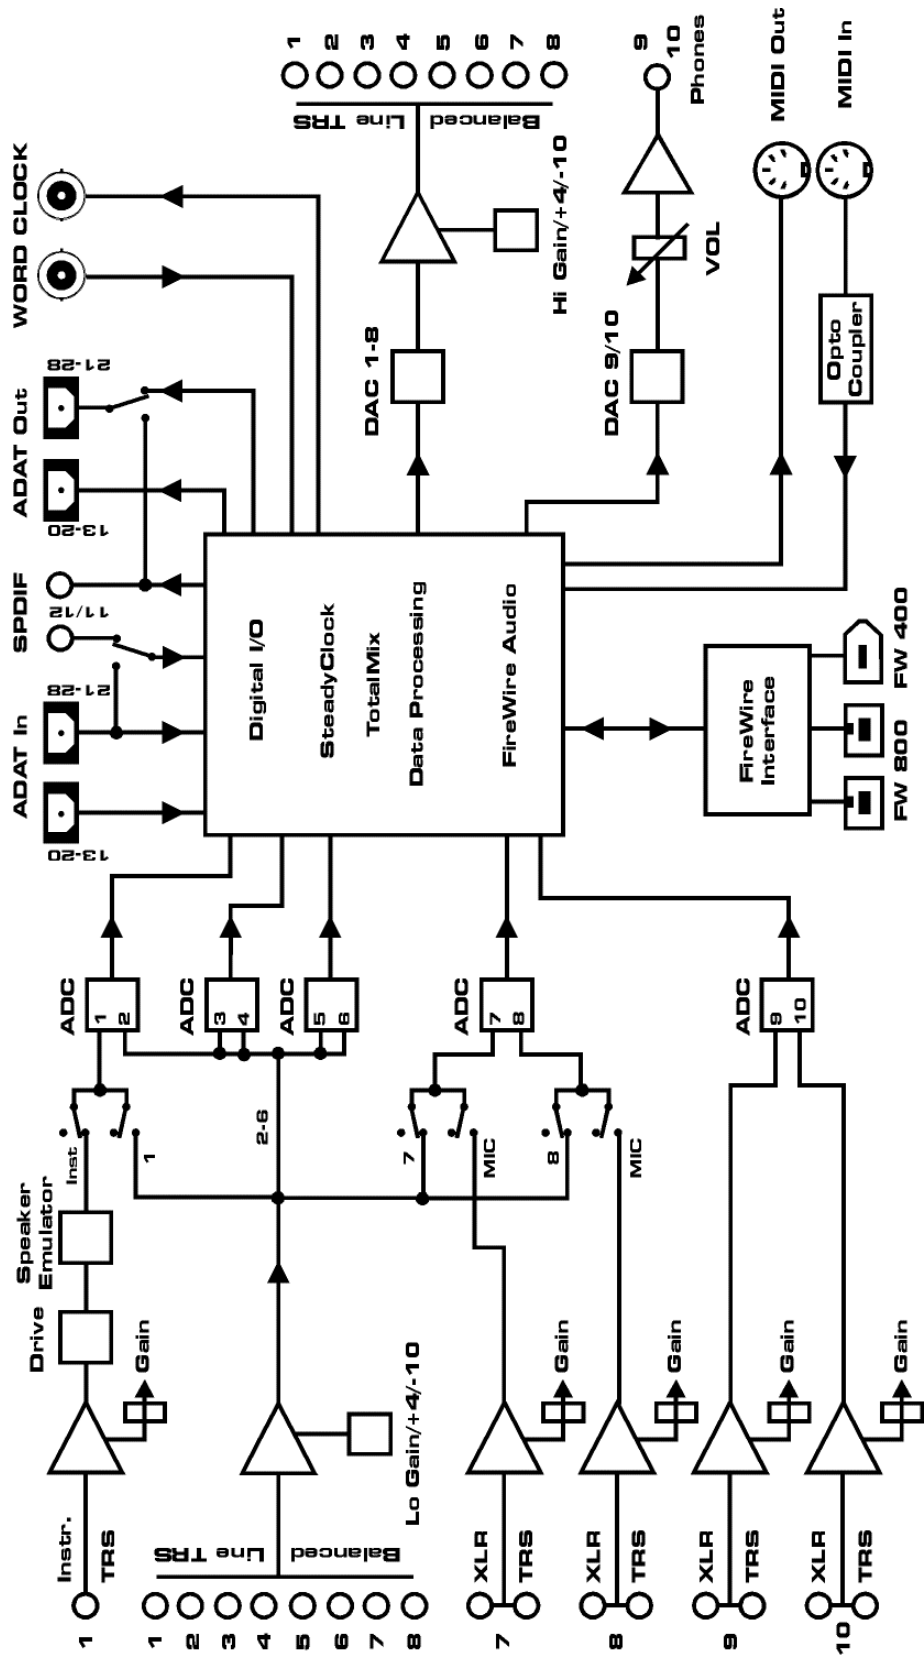 Instr.
TRS
1
Drive
Speaker
Emulator
Gain
Inst
1
ADC
1
2
1
2
3
4
5
6
7
8
Balanced
Line TRS
Lo Gain/+4/-10
2-6
ADC
3
4
ADC
5
6
7
XLR
TRS
Gain
7
MIC
ADC
7
8
8
XLR
TRS
Gain
8
MIC
9
XLR
TRS
Gain
ADC
9
10
10
XLR
TRS
Gain
ADAT In
13-20
21-28
SPDIF
11/12
ADAT Out
13-20
21-28
WORD CLOCK
Digital I/O
SteadyClock
TotalMix
Data Processing
FireWire Audio
DAC 1-8
Hi Gain/+4/-10
Balanced
Line TRS
1
2
3
4
5
6
7
8
DAC 9/10
VOL
9
10
Phones
FireWire
Interface
FW 800
FW 400
Opto
Coupler
MIDI Out
MIDI In